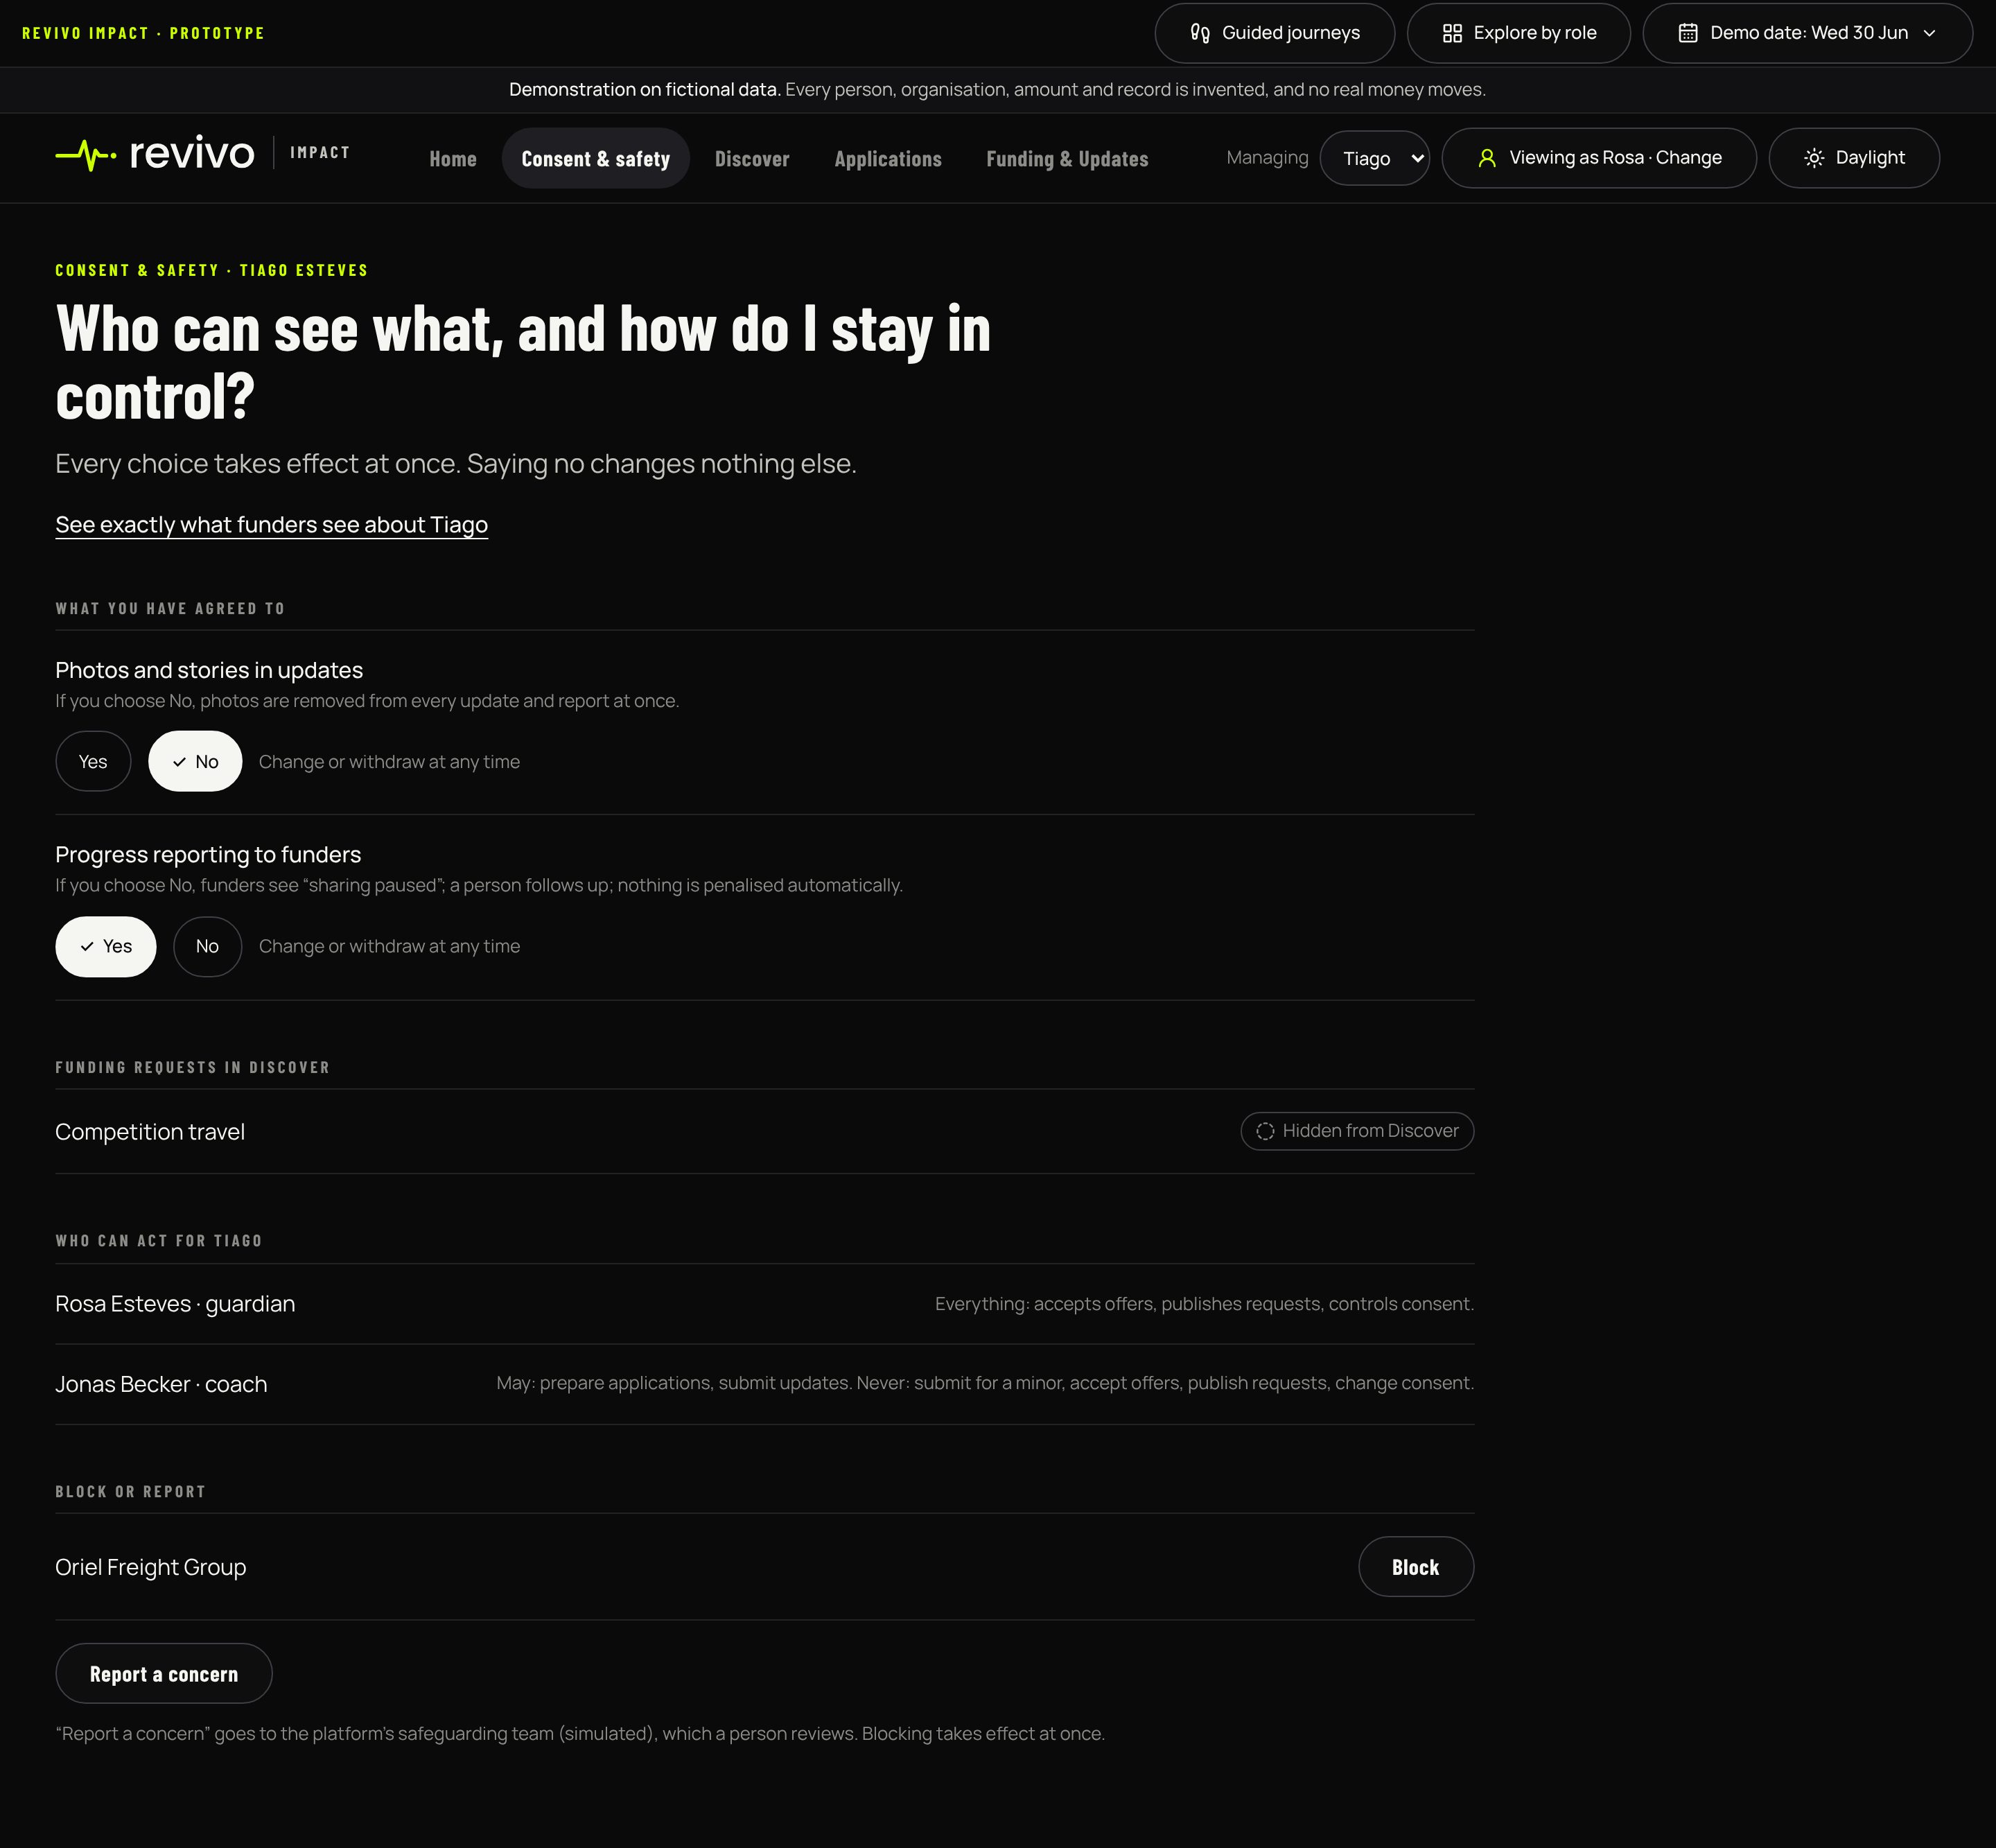 REVIVO IMPACT · PROTOTYPE
Guided journeys
Explore by role
Demo date: Wed 30 Jun
Demonstration on fictional data. Every person, organisation, amount and record is invented, and no real money moves.
revivo
IMPACT
Home
Consent & safety
Discover
Applications
Funding & Updates
Managing
Tiago
Viewing as Rosa · Change
Daylight
CONSENT & SAFETY · TIAGO ESTEVES
Who can see what, and how do I stay in
control?
Every choice takes effect at once. Saying no changes nothing else.
See exactly what funders see about Tiago
WHAT YOU HAVE AGREED TO
Photos and stories in updates
If you choose No, photos are removed from every update and report at once.
Yes
No
Change or withdraw at any time
Progress reporting to funders
If you choose No, funders see “sharing paused”; a person follows up; nothing is penalised automatically.
Yes
No
Change or withdraw at any time
FUNDING REQUESTS IN DISCOVER
Competition travel
Hidden from Discover
WHO CAN ACT FOR TIAGO
Rosa Esteves · guardian
Everything: accepts offers, publishes requests, controls consent.
Jonas Becker · coach
May: prepare applications, submit updates. Never: submit for a minor, accept offers, publish requests, change consent.
BLOCK OR REPORT
Oriel Freight Group
Block
Report a concern
“Report a concern” goes to the platform’s safeguarding team (simulated), which a person reviews. Blocking takes effect at once.